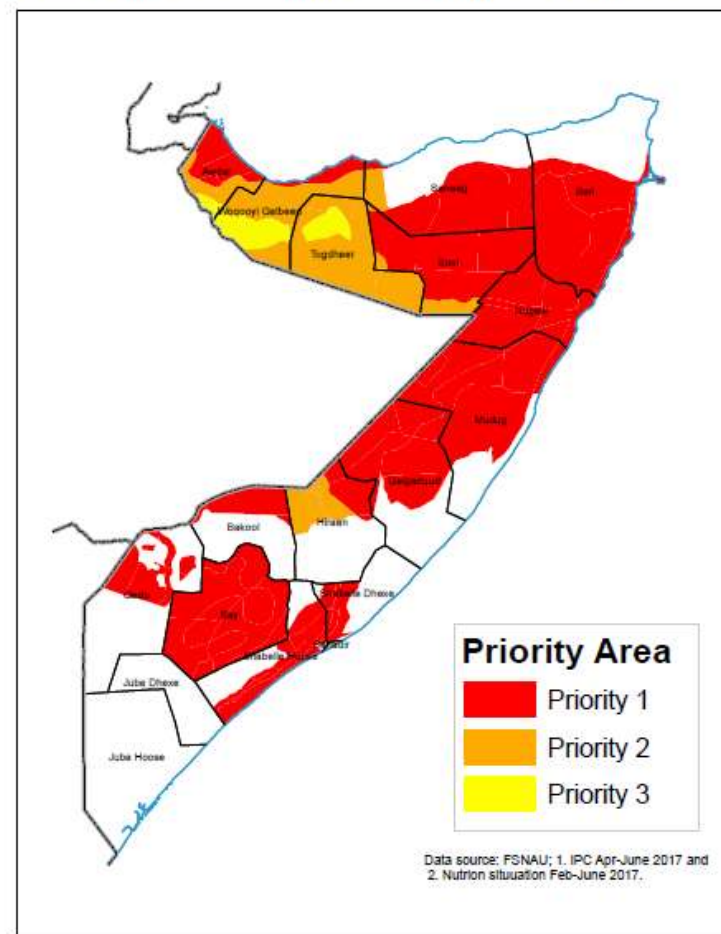 Awdal
Woqooyi Galbeed
Togdheer
Sanaag
Bari
Sool
Nugaal
Mudug
Galgaduud
Hiraan
Bakool
Gedo
Bay
Shabelle Dhexe
Banadir
Shabelle Hoose
Juba Dhexe
Juba Hoose
Priority Area
Priority 1
Priority 2
Priority 3
Data source: FSNAU; 1. IPC Apr-June 2017 and
2. Nutrion situuation Feb-June 2017.